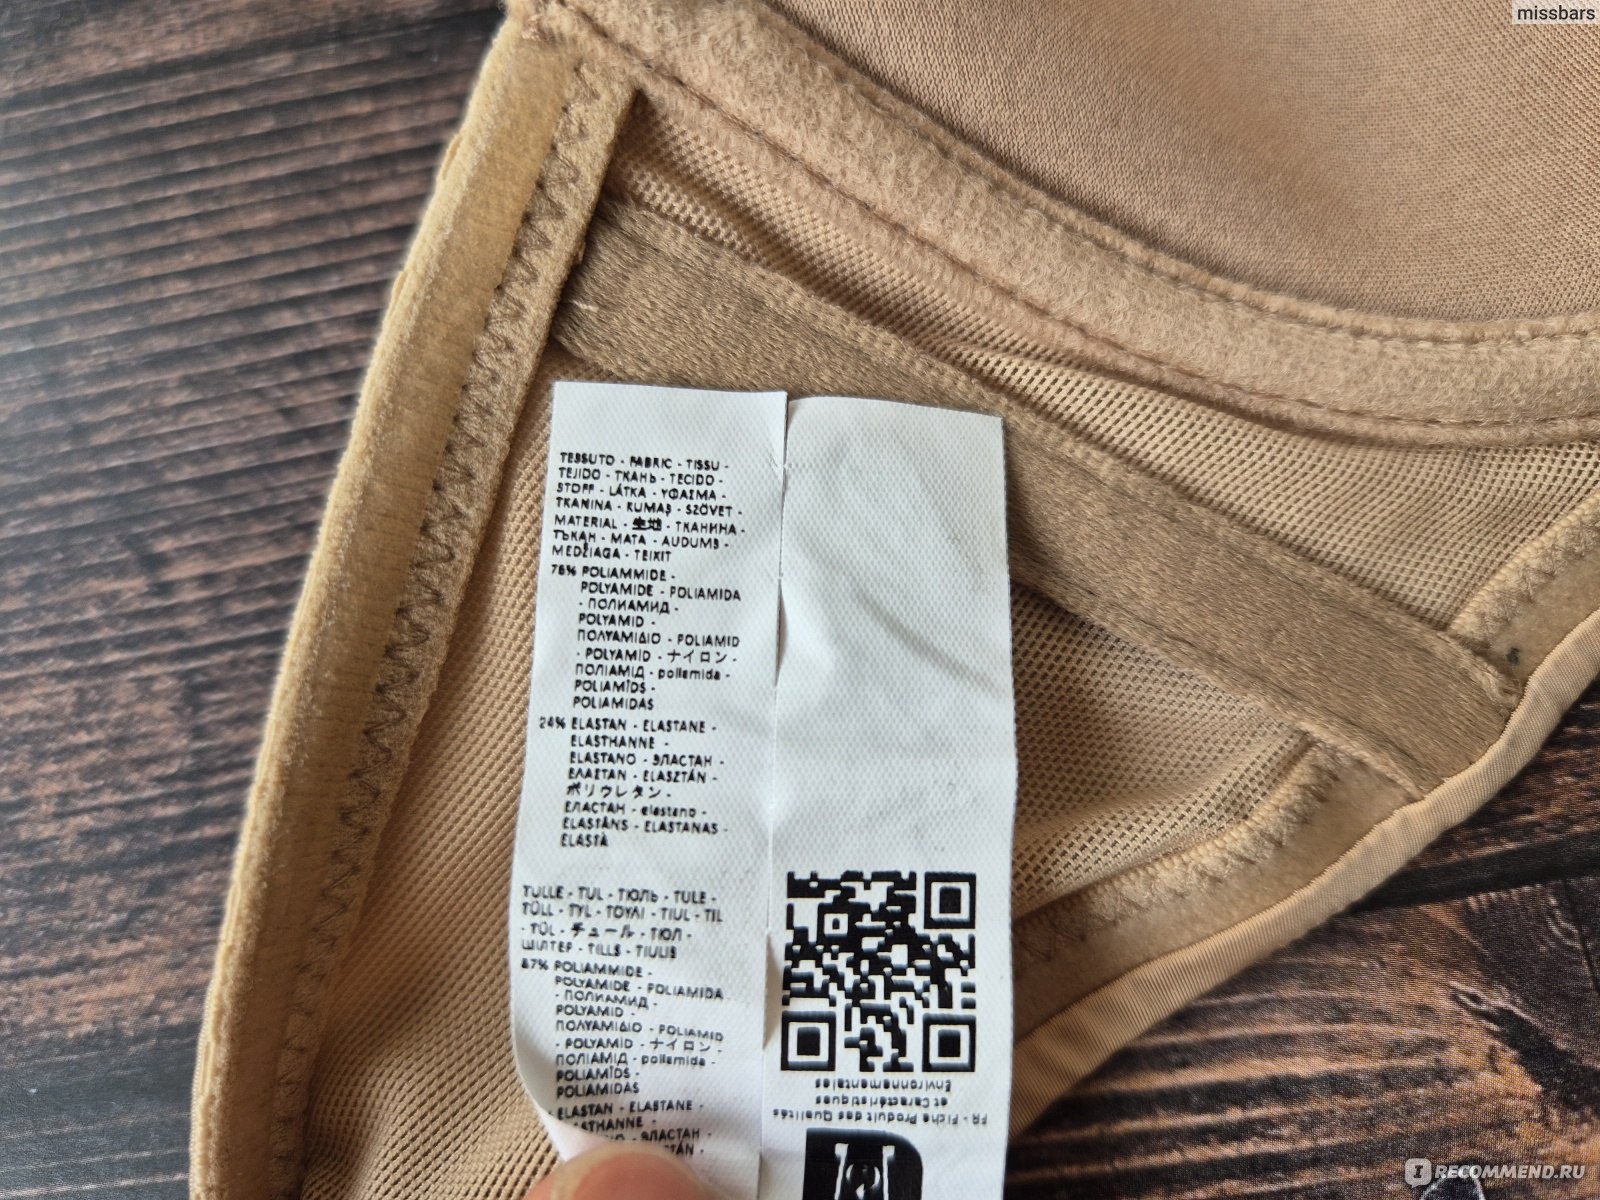 missbars
TESSUTO - FABRIC - TISSU -
TEJIDO - ТКАНЬ - TECIDO -
STOFF - LÁTKA - ΥΦΑΣΜΑ -
TKANINA - KUMAŞ - SZÖVET -
MATERIAL - 生地 - ТКАНИНА -
ТЪКАН - MATA - AUDUMS -
MEDŽIAGA - TEIXIT
76% POLIAMMIDE -
POLYAMIDE - POLIAMIDA
- ПОЛИАМИД -
POLYAMID -
ΠΟΛΥΑΜΙΔΙΟ - POLIAMID
- POLYAMID - ナイロン -
ПОЛІАМІД - poliamida -
POLIAMĪDS -
POLIAMIDAS
24% ELASTAN - ELASTANE -
ELASTHANNE -
ELASTANO - ЭЛАСТАН -
ΕΛΑΣΤΑΝ - ELASZTÁN -
ポリウレタン -
ЕЛАСТАН - elastano -
ELASTĀNS - ELASTANAS -
ELASTÀ
TULLE - TUL - ТЮЛЬ - TULE -
TÜLL - TYL - ΤΟΥΛΙ - TIUL - TIL
- TÜL - チュール - ТЮЛ -
ШІЛТЕР - TILLS - TIULIS
87% POLIAMMIDE -
POLYAMIDE - POLIAMIDA
- ПОЛИАМИД -
POLYAMID -
ΠΟΛΥΑΜΙΔΙΟ - POLIAMID
- POLYAMID - ナイロン -
ПОЛІАМІД - poliamida -
POLIAMĪDS -
POLIAMIDAS
ELASTAN - ELASTANE -
ЭЛАСТАН -
FR - Fiche Produit des Qualités
et Caractéristiques
Environnementales
IRECOMMEND.RU